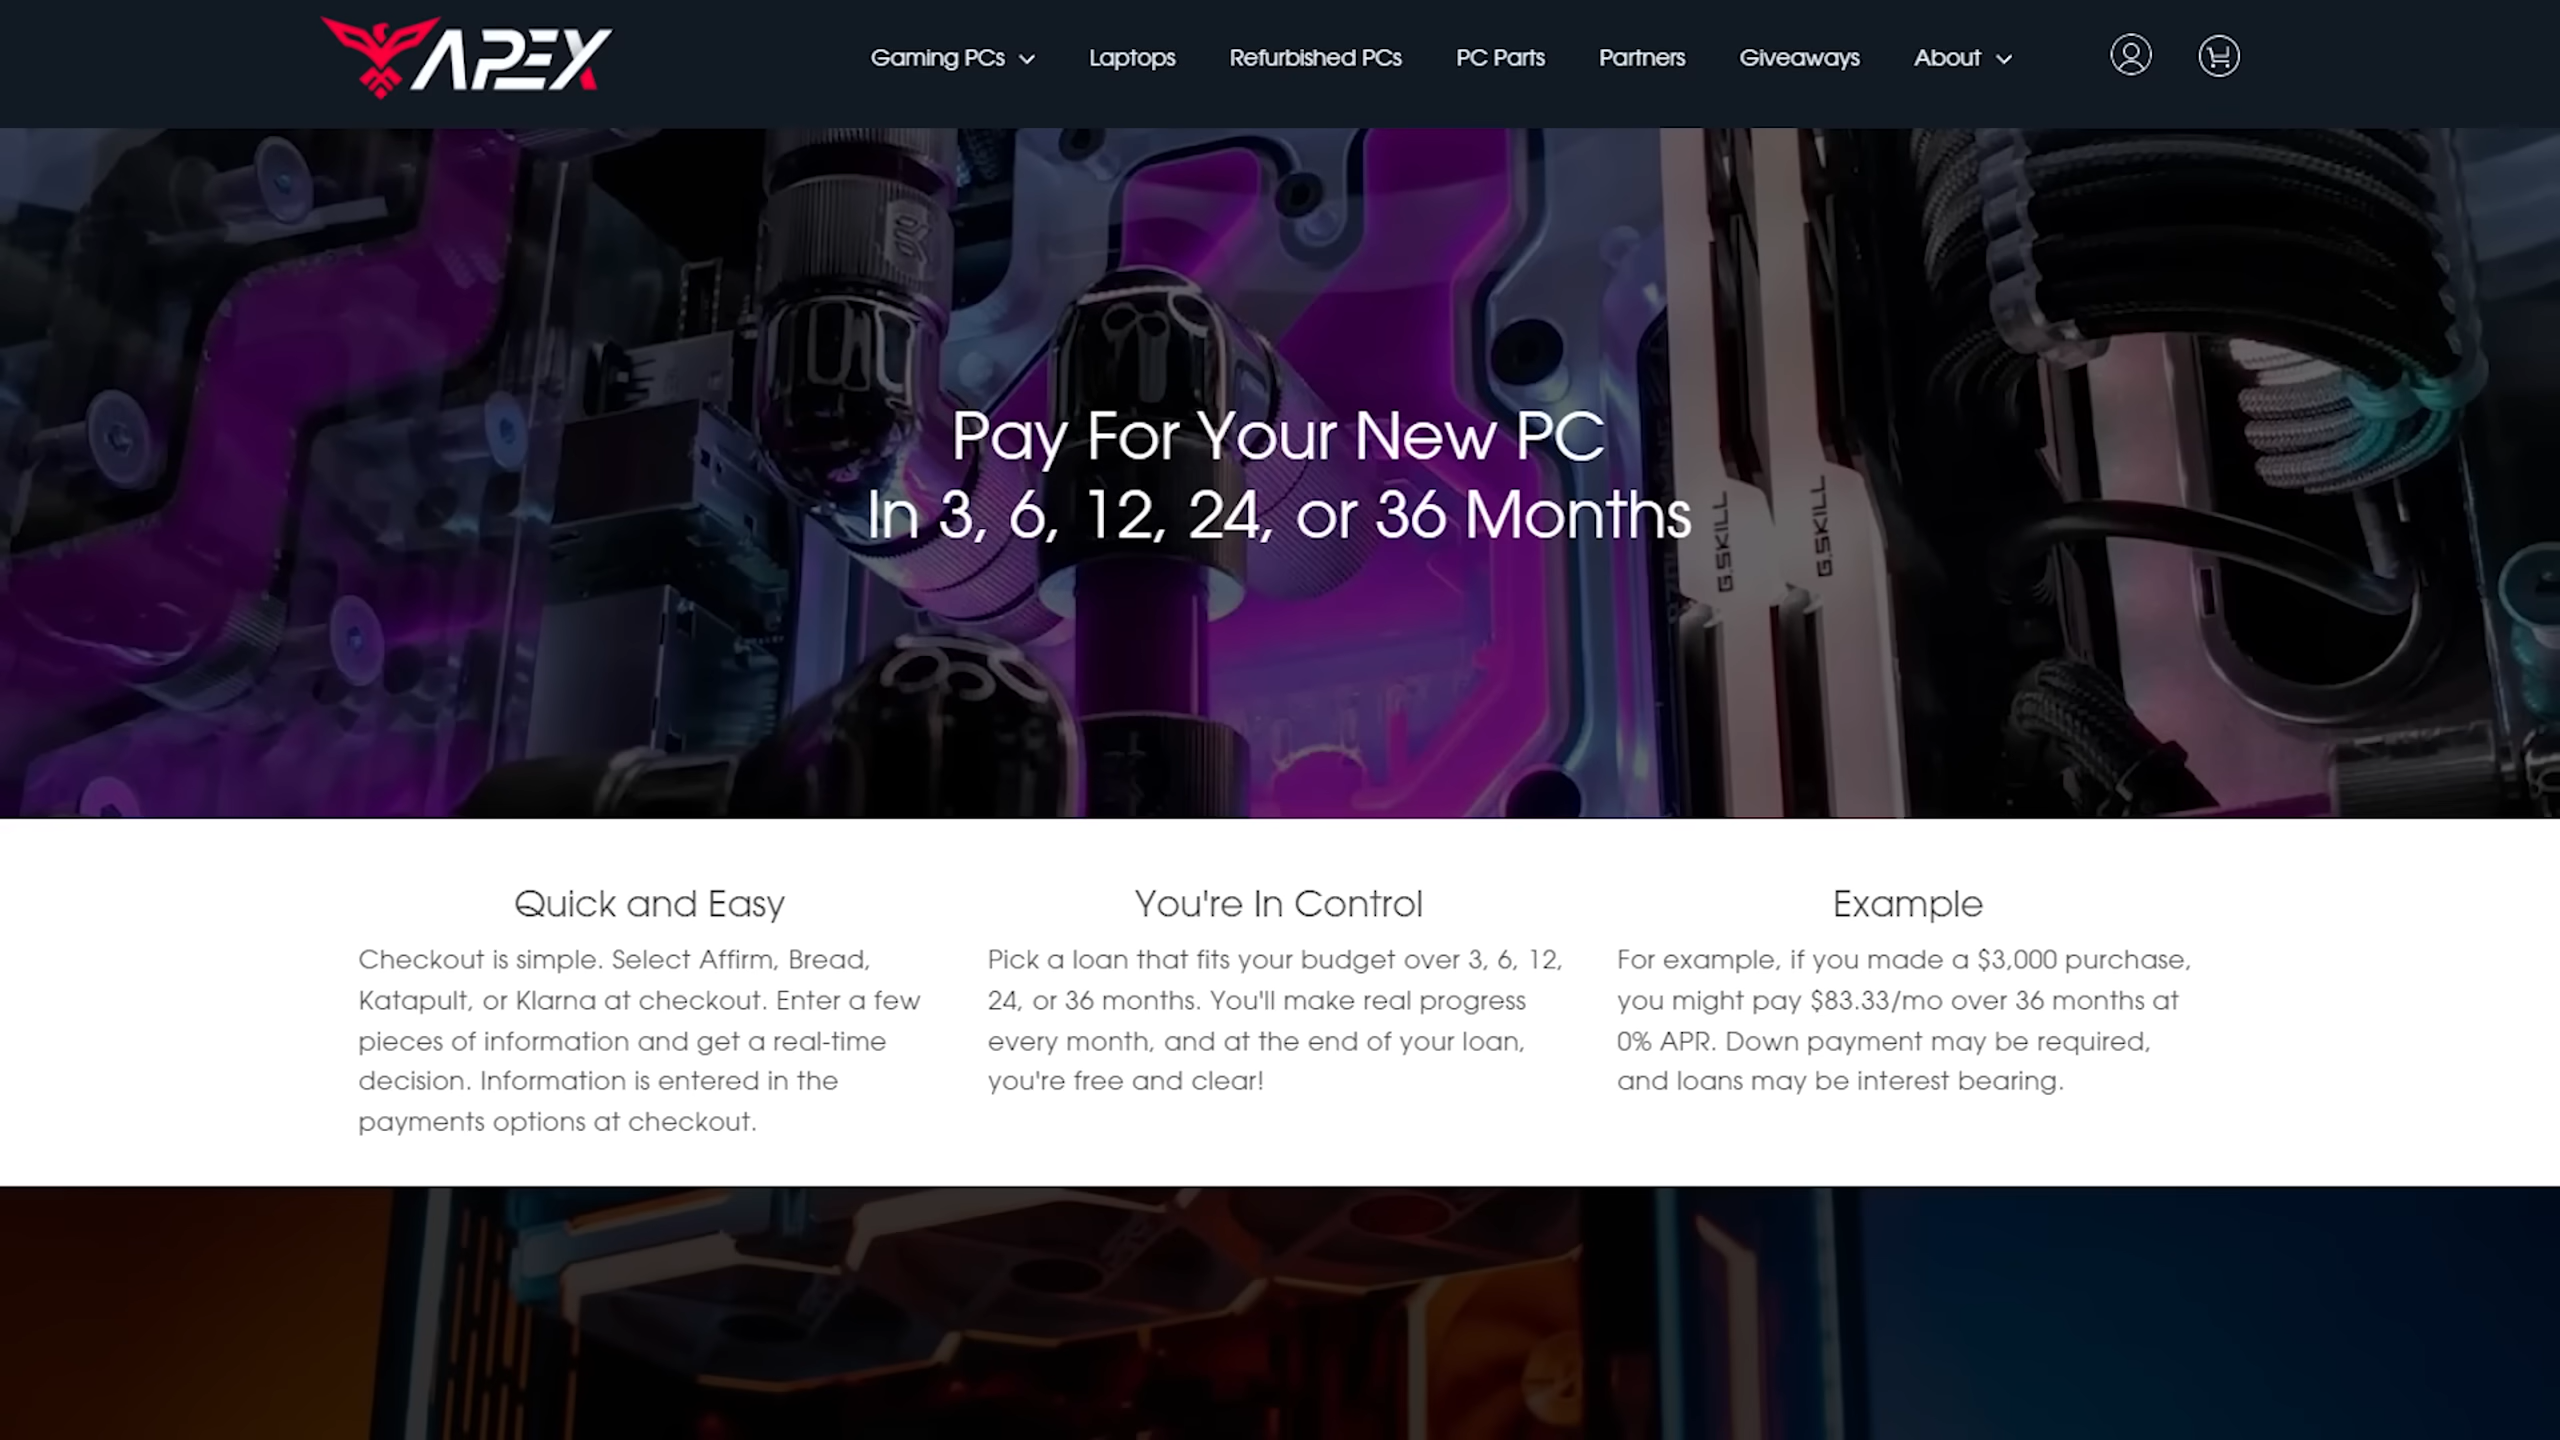 APEX
Gaming PCs
Laptops
Refurbished PCs
PC Parts
Partners
Giveaways
About
Pay For Your New PC
In 3, 6, 12, 24, or 36 Months
G.SKILL
G.SKILL
Quick and Easy
Checkout is simple. Select Affirm, Bread,
Katapult, or Klarna at checkout. Enter a few
pieces of information and get a real-time
decision. Information is entered in the
payments options at checkout.
You're In Control
Pick a loan that fits your budget over 3, 6, 12,
24, or 36 months. You'll make real progress
every month, and at the end of your loan,
you're free and clear!
Example
For example, if you made a $3,000 purchase,
you might pay $83.33/mo over 36 months at
0% APR. Down payment may be required,
and loans may be interest bearing.